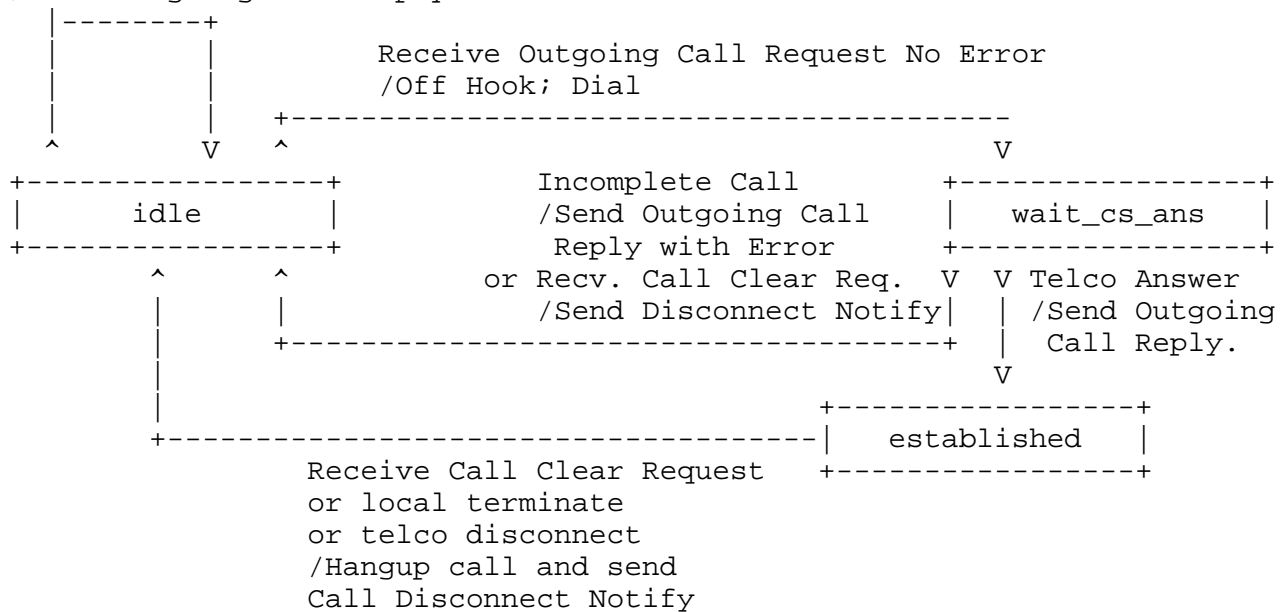 Receive Outgoing Call Request No Error
/Off Hook; Dial
idle
Incomplete Call
/Send Outgoing Call
Reply with Error
or Recv. Call Clear Req.
/Send Disconnect Notify
wait_cs_ans
Telco Answer
/Send Outgoing
Call Reply.
established
Receive Call Clear Request
or local terminate
or telco disconnect
/Hangup call and send
Call Disconnect Notify